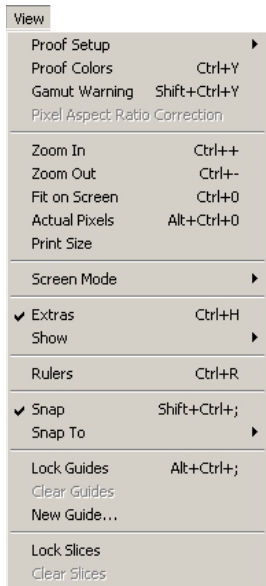 View
Proof Setup
Proof Colors Ctrl+Y
Gamut Warning Shift+Ctrl+Y
Pixel Aspect Ratio Correction
Zoom In Ctrl++
Zoom Out Ctrl+-
Fit on Screen Ctrl+0
Actual Pixels Alt+Ctrl+0
Print Size
Screen Mode
Extras Ctrl+H
Show
Rulers Ctrl+R
Snap Shift+Ctrl+;
Snap To
Lock Guides Alt+Ctrl+;
Clear Guides
New Guide...
Lock Slices
Clear Slices